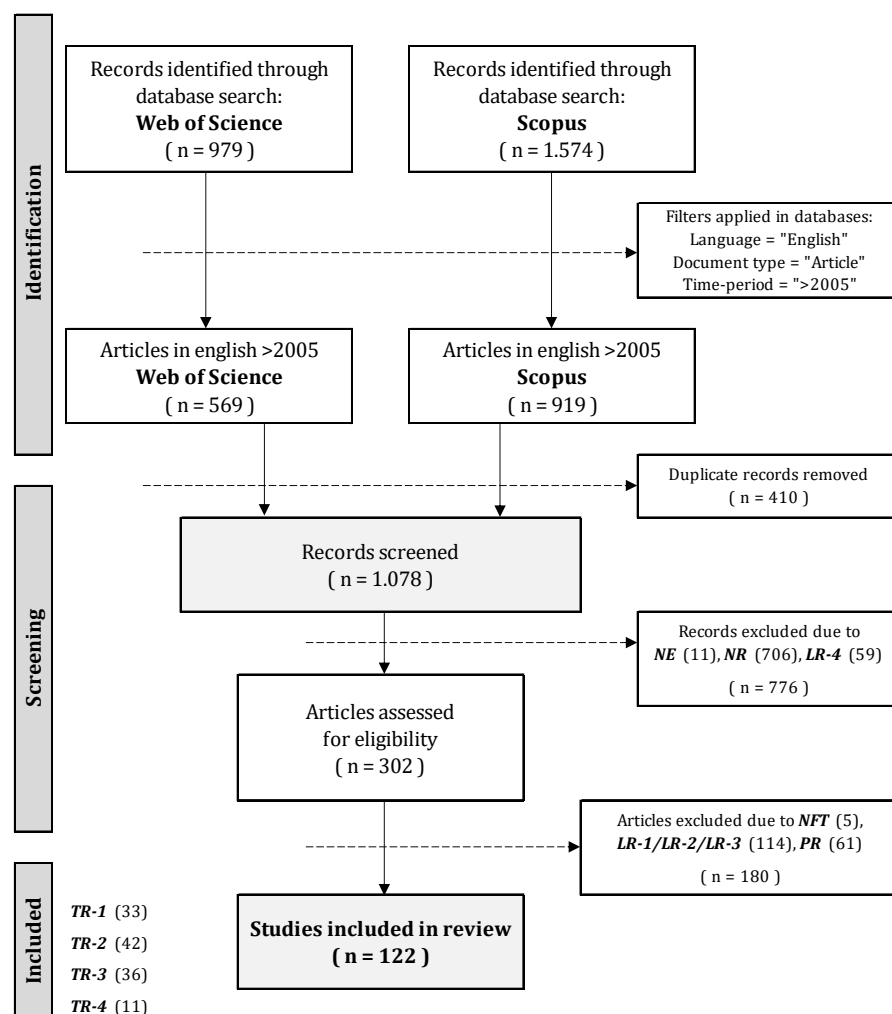 Identification
Records identified through
database search:
Web of Science
( n = 979 )
Records identified through
database search:
Scopus
( n = 1.574 )
Filters applied in databases:
Language = "English"
Document type = "Article"
Time-period = ">2005"
Articles in english >2005
Web of Science
( n = 569 )
Articles in english >2005
Scopus
( n = 919 )
Duplicate records removed
( n = 410 )
Screening
Records screened
( n = 1.078 )
Records excluded due to
NE (11), NR (706), LR-4 (59)
( n = 776 )
Articles assessed
for eligibility
( n = 302 )
Articles excluded due to NFT (5),
LR-1/LR-2/LR-3 (114), PR (61)
( n = 180 )
Included
TR-1 (33)
TR-2 (42)
TR-3 (36)
TR-4 (11)
Studies included in review
( n = 122 )